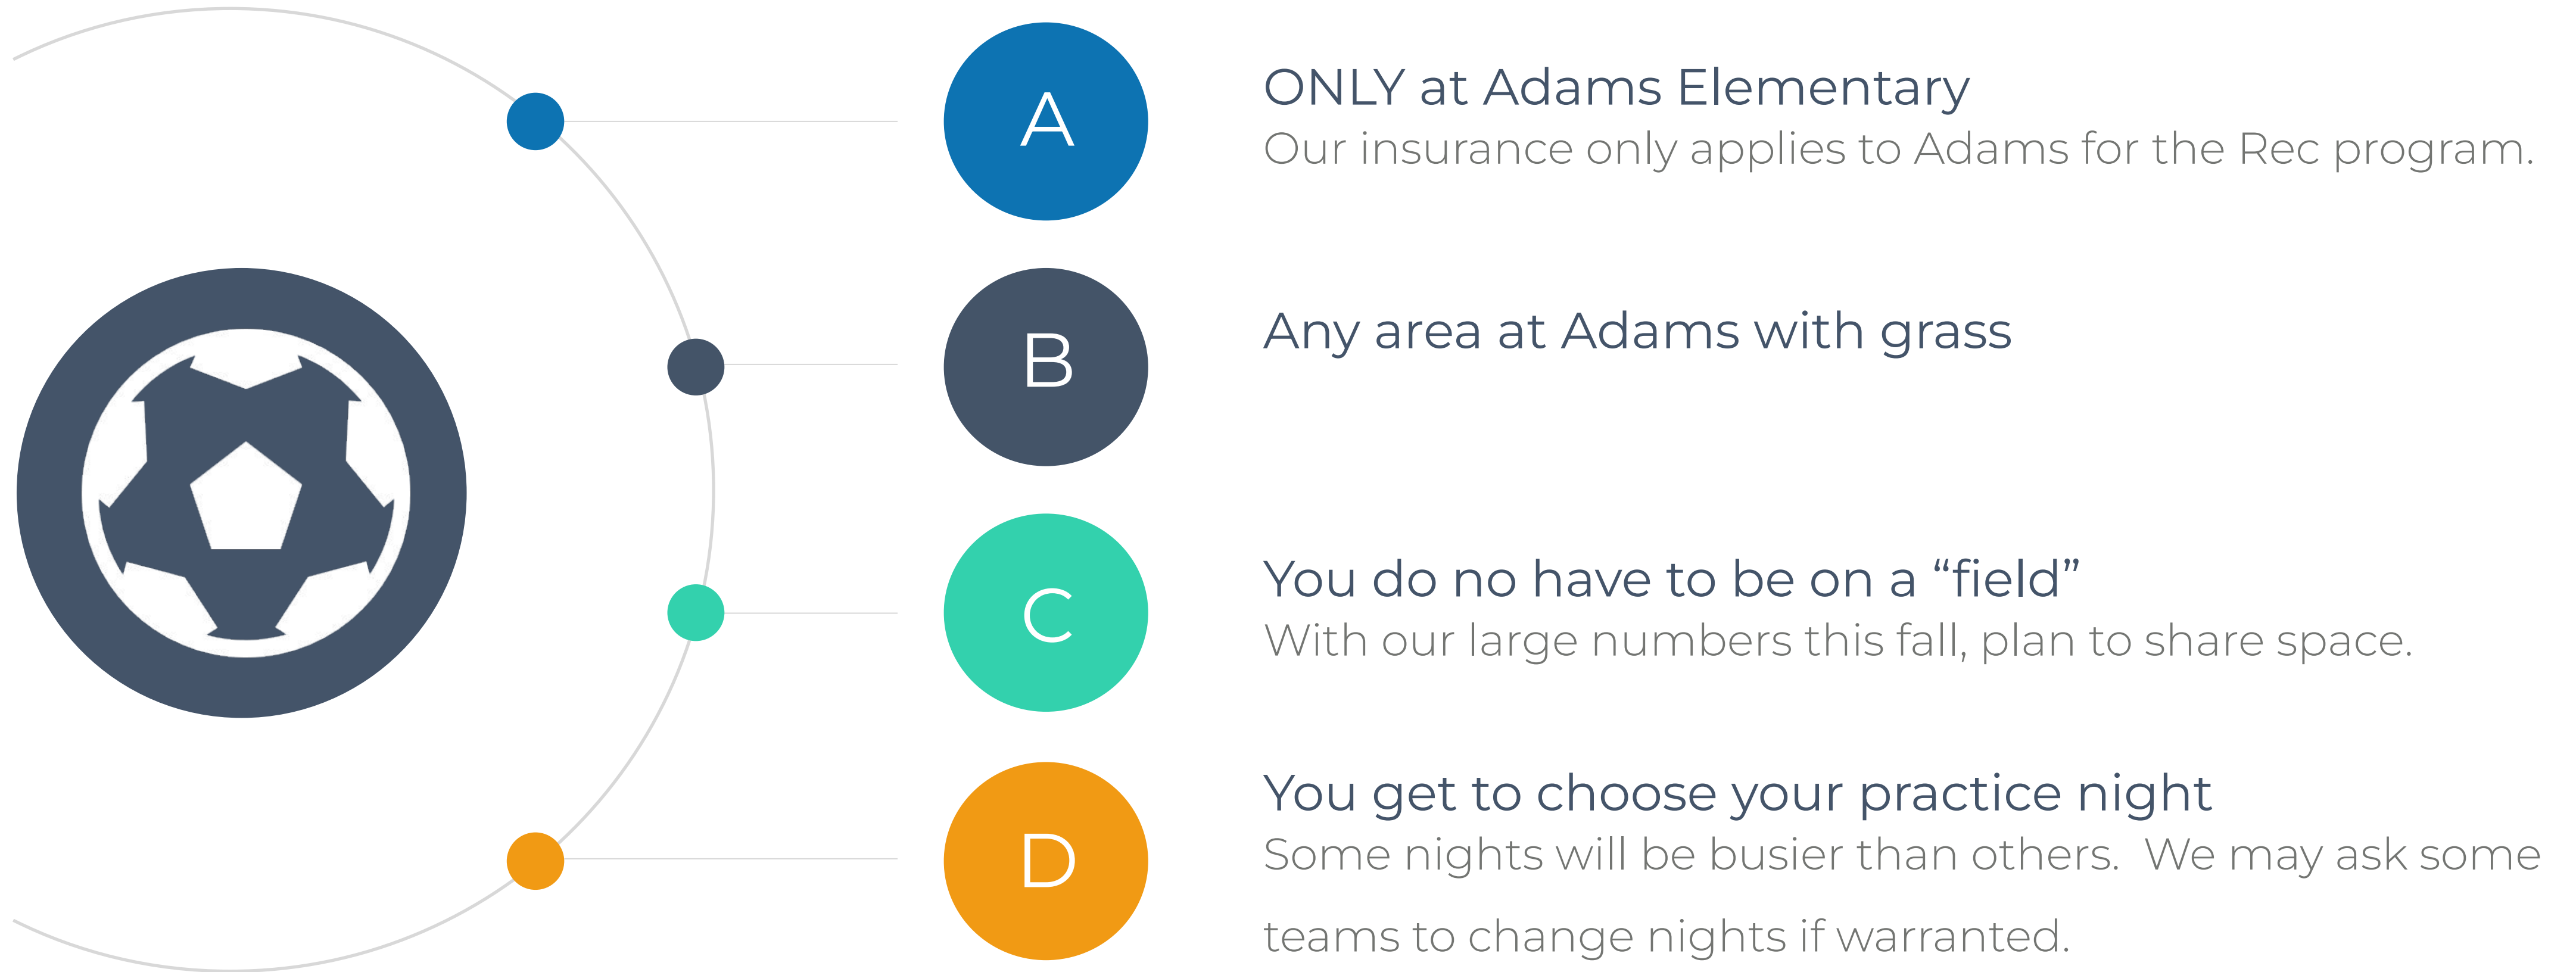 A
ONLY at Adams Elementary
Our insurance only applies to Adams for the Rec program.
B
Any area at Adams with grass
C
You do no have to be on a “field”
With our large numbers this fall, plan to share space.
D
You get to choose your practice night
Some nights will be busier than others.  We may ask some
teams to change nights if warranted.